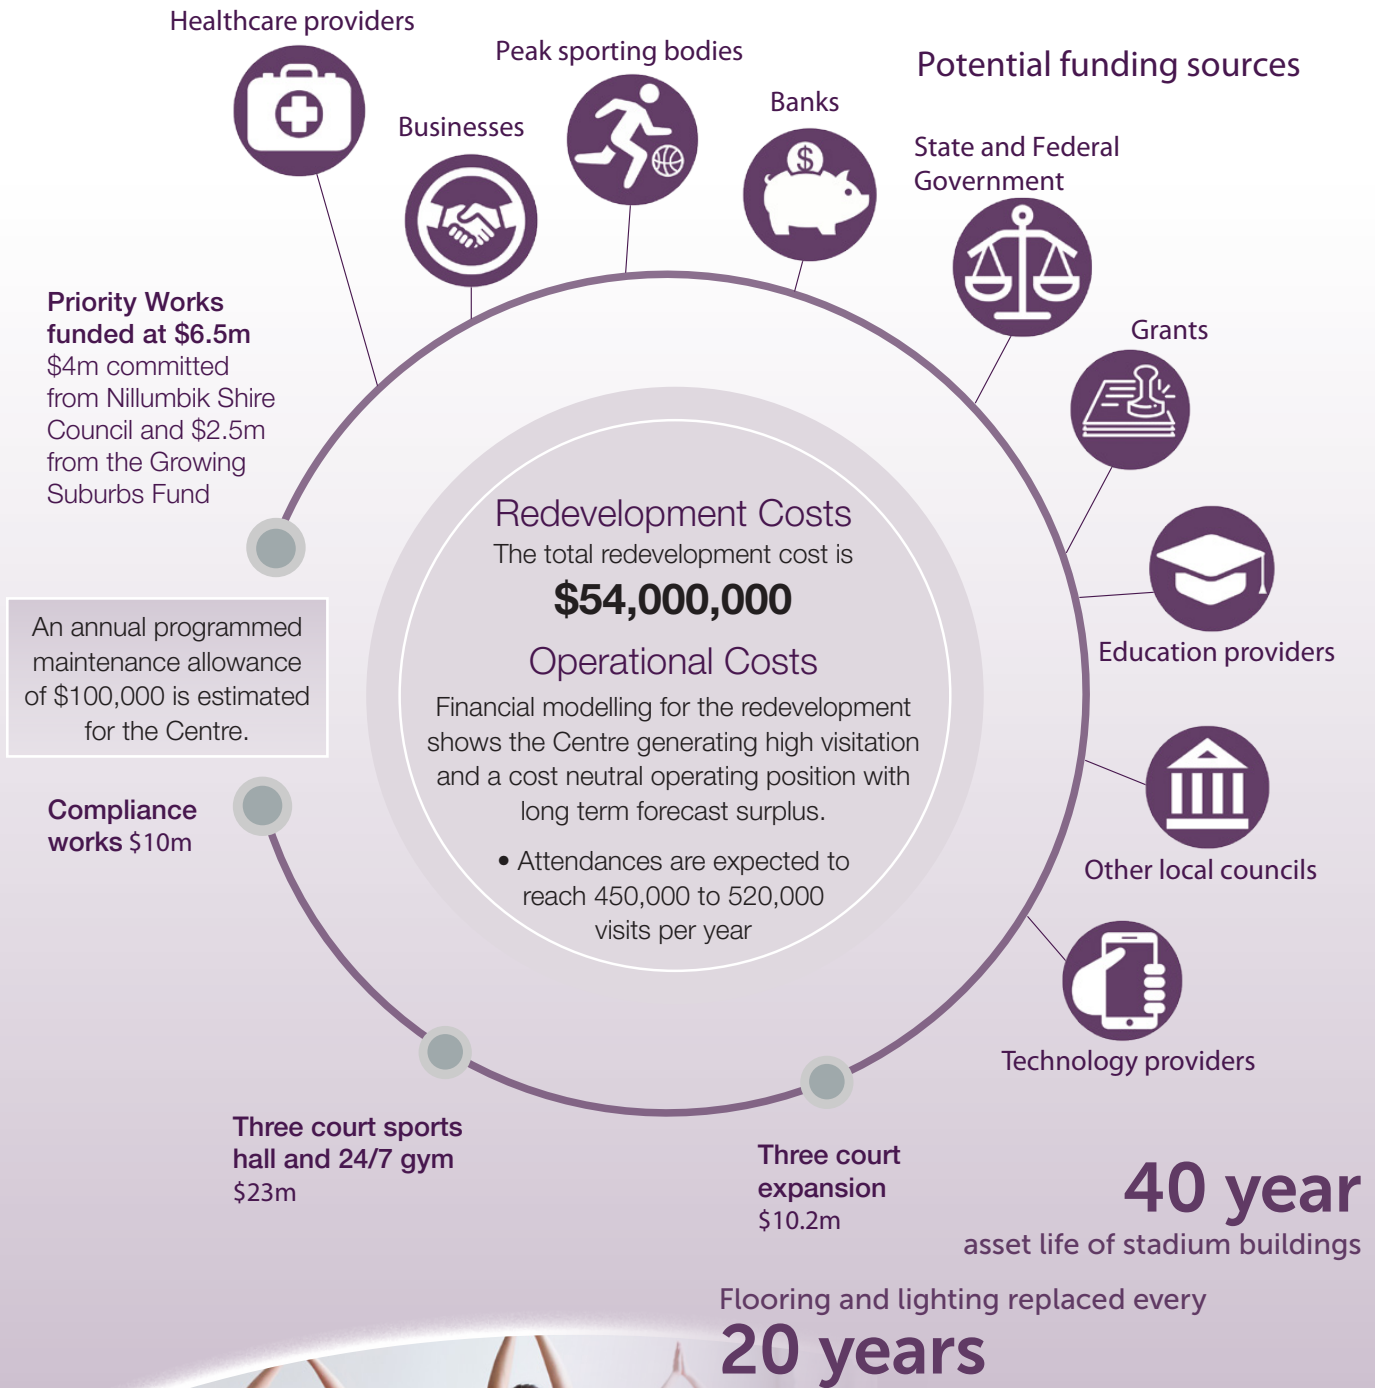 Healthcare providers
Peak sporting bodies
Potential funding sources
Banks
Businesses
State and Federal
Government
Priority Works
funded at $6.5m
$4m committed
from Nillumbik Shire
Council and $2.5m
from the Growing
Suburbs Fund
Grants
Redevelopment Costs
The total redevelopment cost is
$54,000,000
Operational Costs
Financial modelling for the redevelopment
shows the Centre generating high visitation
and a cost neutral operating position with
long term forecast surplus.
• Attendances are expected to
reach 450,000 to 520,000
visits per year
An annual programmed
maintenance allowance
of $100,000 is estimated
for the Centre.
Education providers
Compliance
works $10m
Other local councils
Technology providers
Three court sports
hall and 24/7 gym
$23m
Three court
expansion
$10.2m
40 year
asset life of stadium buildings
Flooring and lighting replaced every
20 years